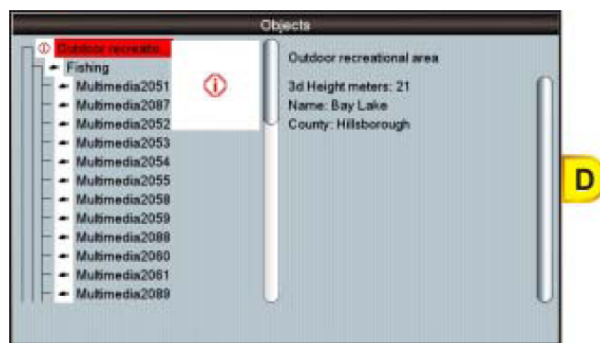 Objects
Outdoor recreatio..
Fishing
Multimedia2051
Multimedia2087
Multimedia2052
Multimedia2053
Multimedia2054
Multimedia2055
Multimedia2058
Multimedia2059
Multimedia2088
Multimedia2060
Multimedia2061
Multimedia2089
Outdoor recreational area
3d Height meters: 21
Name: Bay Lake
County: Hillsborough
D